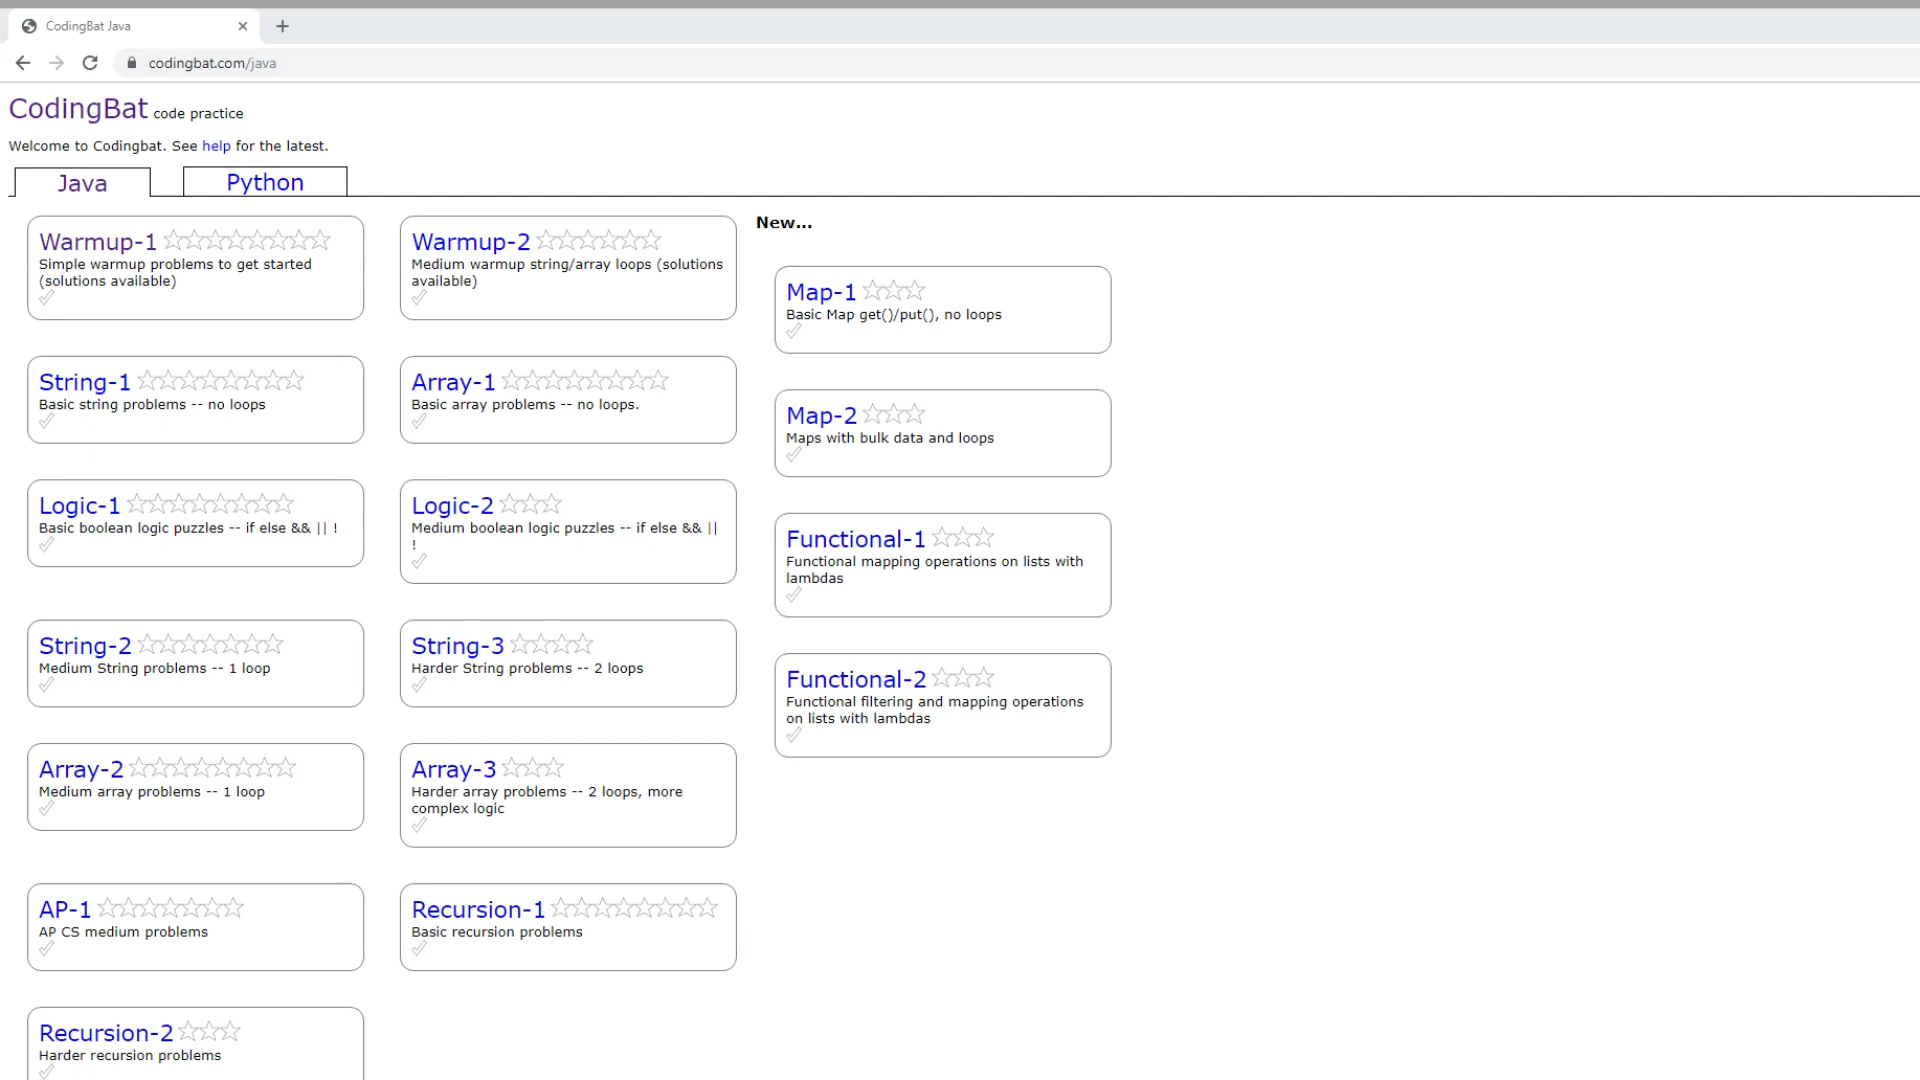 CodingBat Java
codingbat.com/java
CodingBat code practice
Welcome to Codingbat. See help for the latest.
Java
Python
Warmup-1
Simple warmup problems to get started
(solutions available)
Warmup-2
Medium warmup string/array loops (solutions
available)
String-1
Basic string problems -- no loops
Array-1
Basic array problems -- no loops.
Logic-1
Basic boolean logic puzzles -- if else && || !
Logic-2
Medium boolean logic puzzles -- if else && ||
!
String-2
Medium String problems -- 1 loop
String-3
Harder String problems -- 2 loops
Array-2
Medium array problems -- 1 loop
Array-3
Harder array problems -- 2 loops, more
complex logic
AP-1
AP CS medium problems
Recursion-1
Basic recursion problems
Recursion-2
Harder recursion problems
New...
Map-1
Basic Map get()/put(), no loops
Map-2
Maps with bulk data and loops
Functional-1
Functional mapping operations on lists with
lambdas
Functional-2
Functional filtering and mapping operations
on lists with lambdas